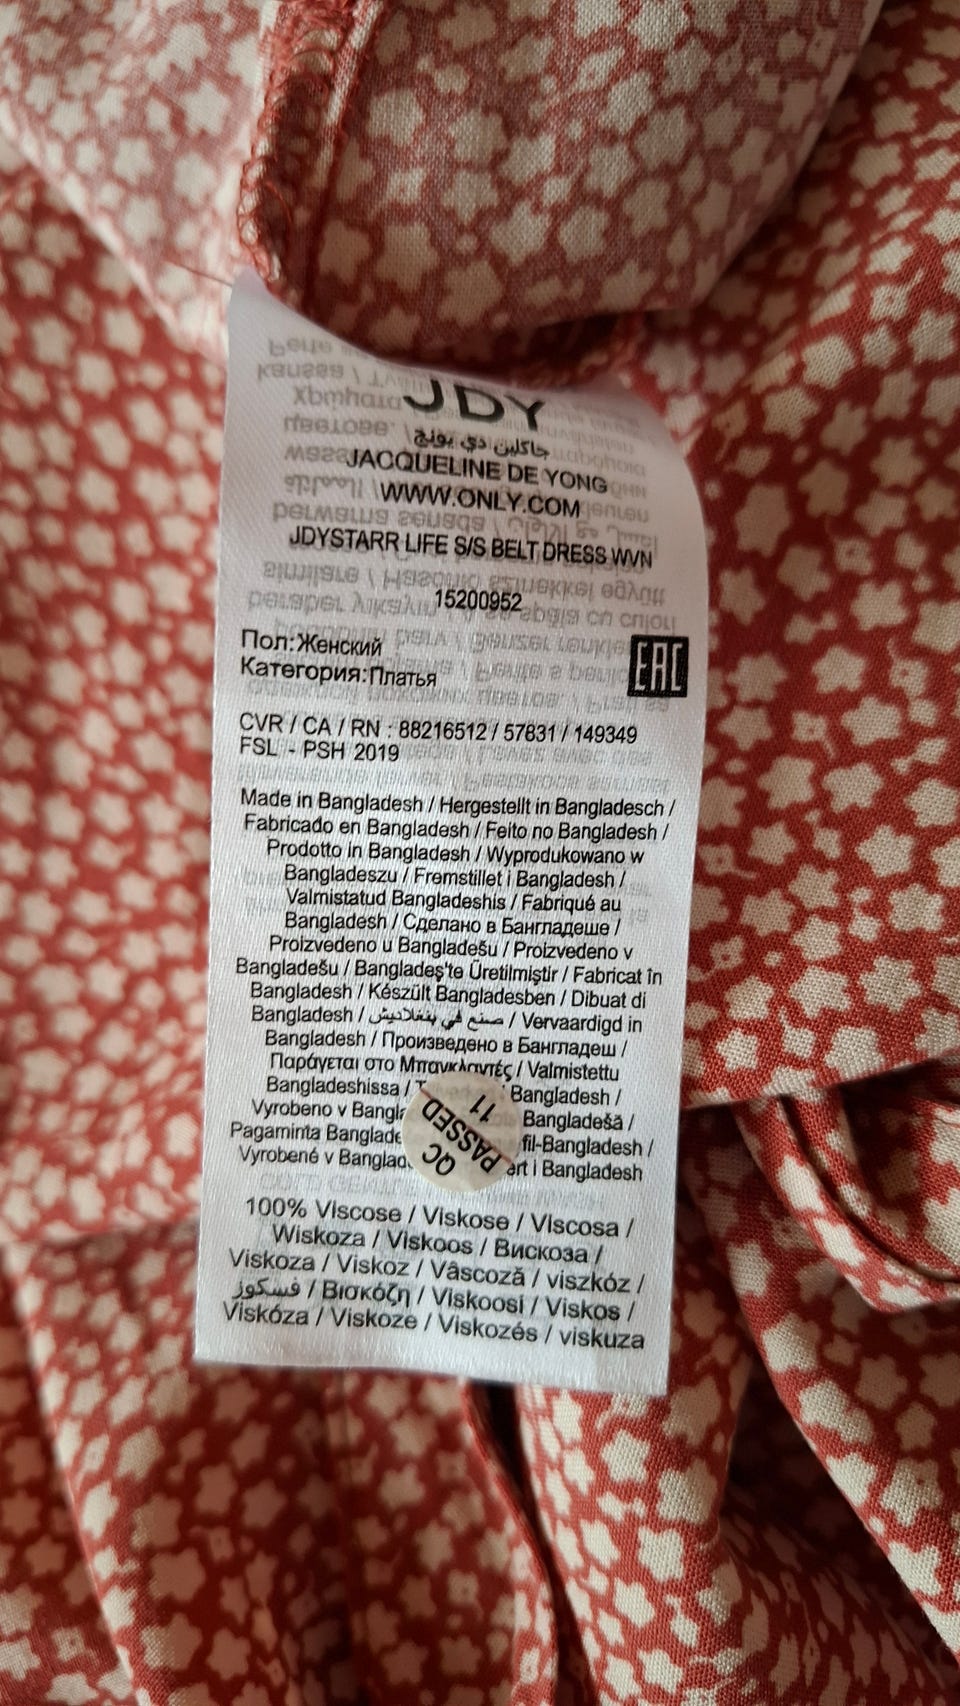 JDY
جاكلين دي يونج
JACQUELINE DE YONG
WWW.ONLY.COM
JDYSTARR LIFE S/S BELT DRESS WVN
15200952
Пол:Женский
Категория:Платья
EAC
CVR / CA / RN : 88216512 / 57831 / 149349
FSL - PSH 2019
Made in Bangladesh / Hergestellt in Bangladesch /
Fabricado en Bangladesh / Feito no Bangladesh /
Prodotto in Bangladesh / Wyprodukowano w
Bangladeszu / Fremstillet i Bangladesh /
Valmistatud Bangladeshis / Fabriqué au
Bangladesh / Сделано в Бангладеше /
Proizvedeno u Bangladešu / Proizvedeno v
Bangladešu / Bangladeş'te Üretilmiştir / Fabricat în
Bangladesh / Készült Bangladesben / Dibuat di
Bangladesh / صنع في بنغلاديش / Vervaardigd in
Bangladesh / Произведено в Бангладеш /
Παράγεται στο Μπαγκλαντές / Valmistettu
Bangladeshissa / Bangladesh /
Vyrobeno v Bangla Bangladešā /
Pagaminta Banglade fil-Bangladesh /
Vyrobené v Banglad i Bangladesh
QC
PASSED
11
100% Viscose / Viskose / Viscosa /
Wiskoza / Viskoos / Вискоза /
Viskoza / Viskoz / Vâscoză / viszkóz /
فسكوز / Βισκόζη / Viskoosi / Viskos /
Viskóza / Viskoze / Viskozés / viskuza